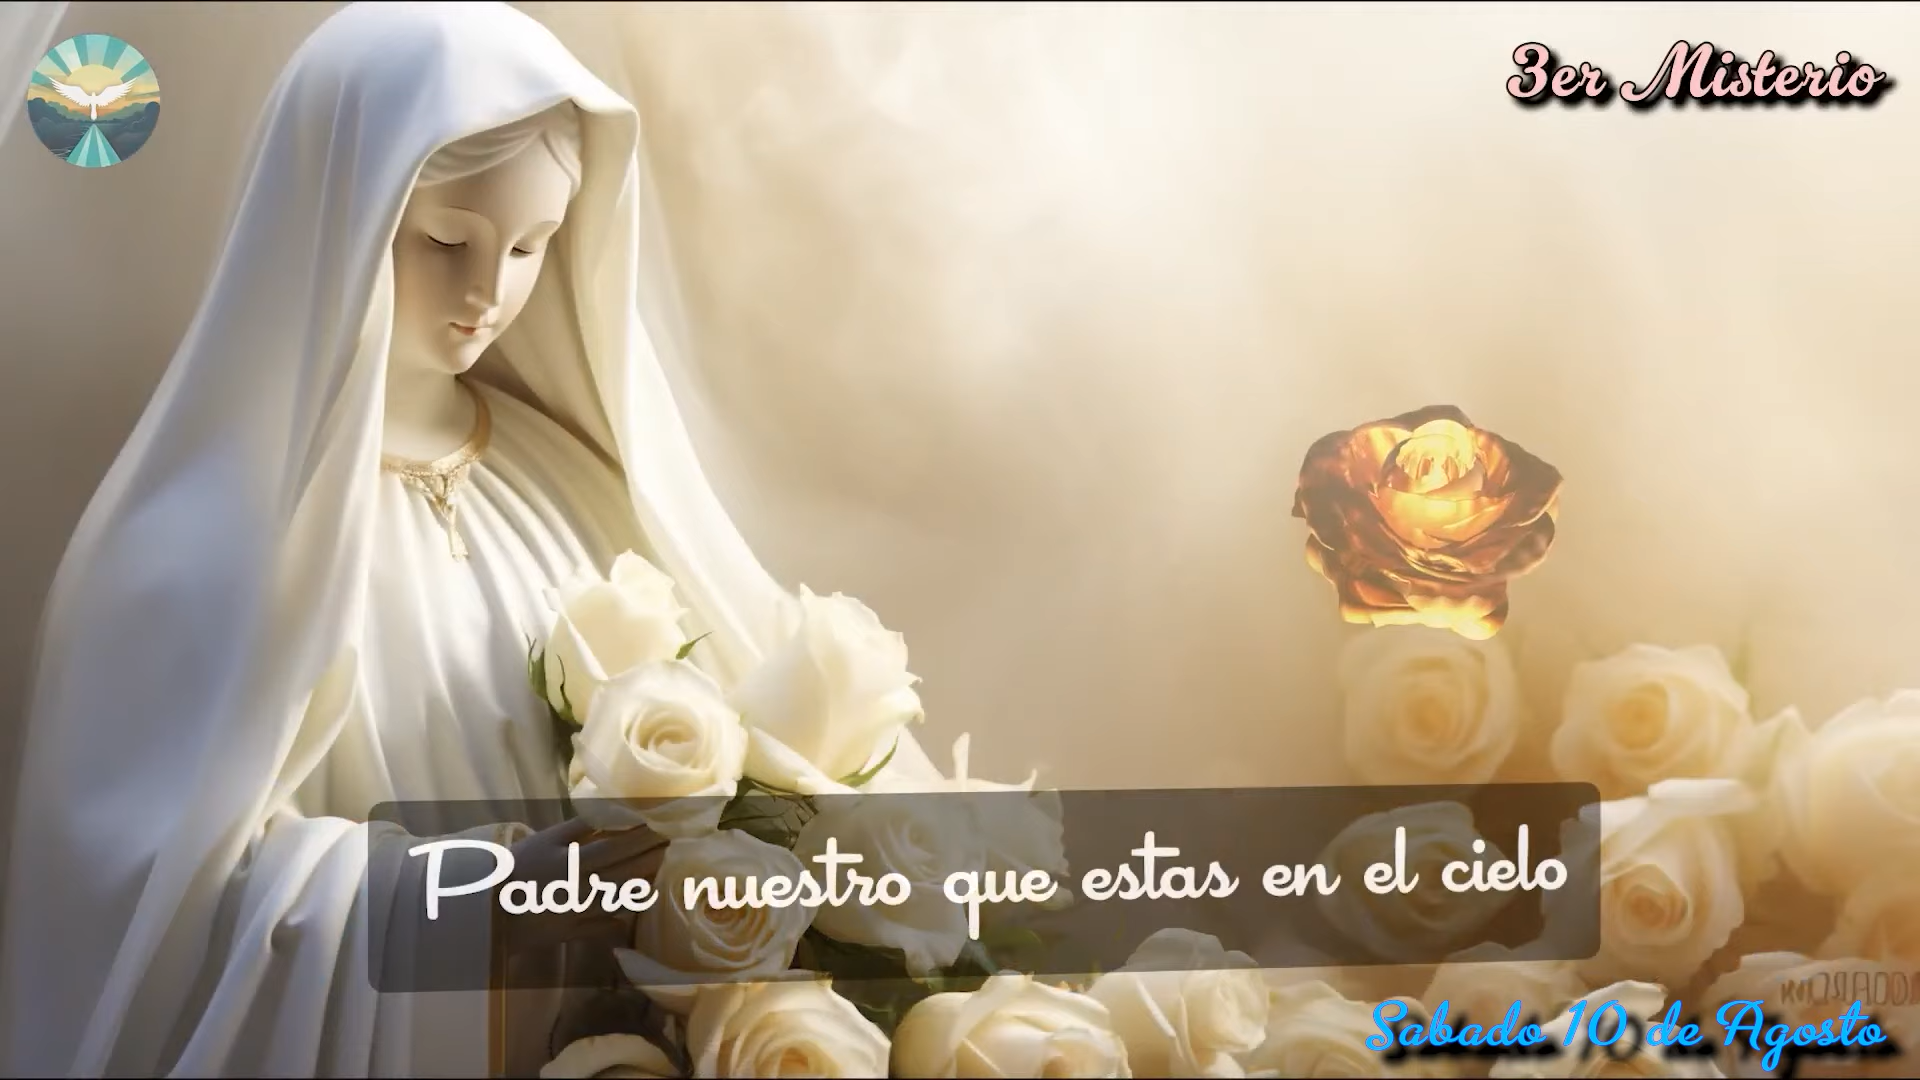 3er Misterio
Padre nuestro que estas en el cielo
Sabado 10 de Agosto